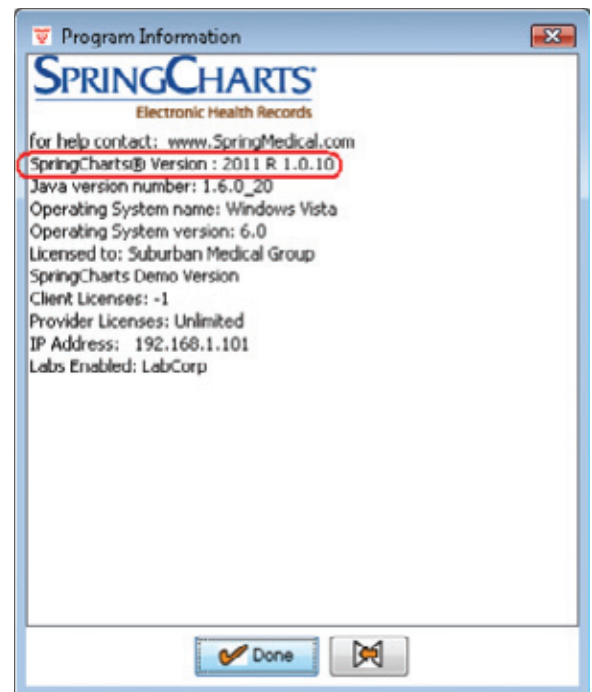 Program Information
SPRINGCHARTS®
Electronic Health Records
for help contact: www.SpringMedical.com
SpringCharts® Version : 2011 R 1.0.10
Java version number: 1.6.0_20
Operating System name: Windows Vista
Operating System version: 6.0
Licensed to: Suburban Medical Group
SpringCharts Demo Version
Client Licenses: -1
Provider Licenses: Unlimited
IP Address: 192.168.1.101
Labs Enabled: LabCorp
Done